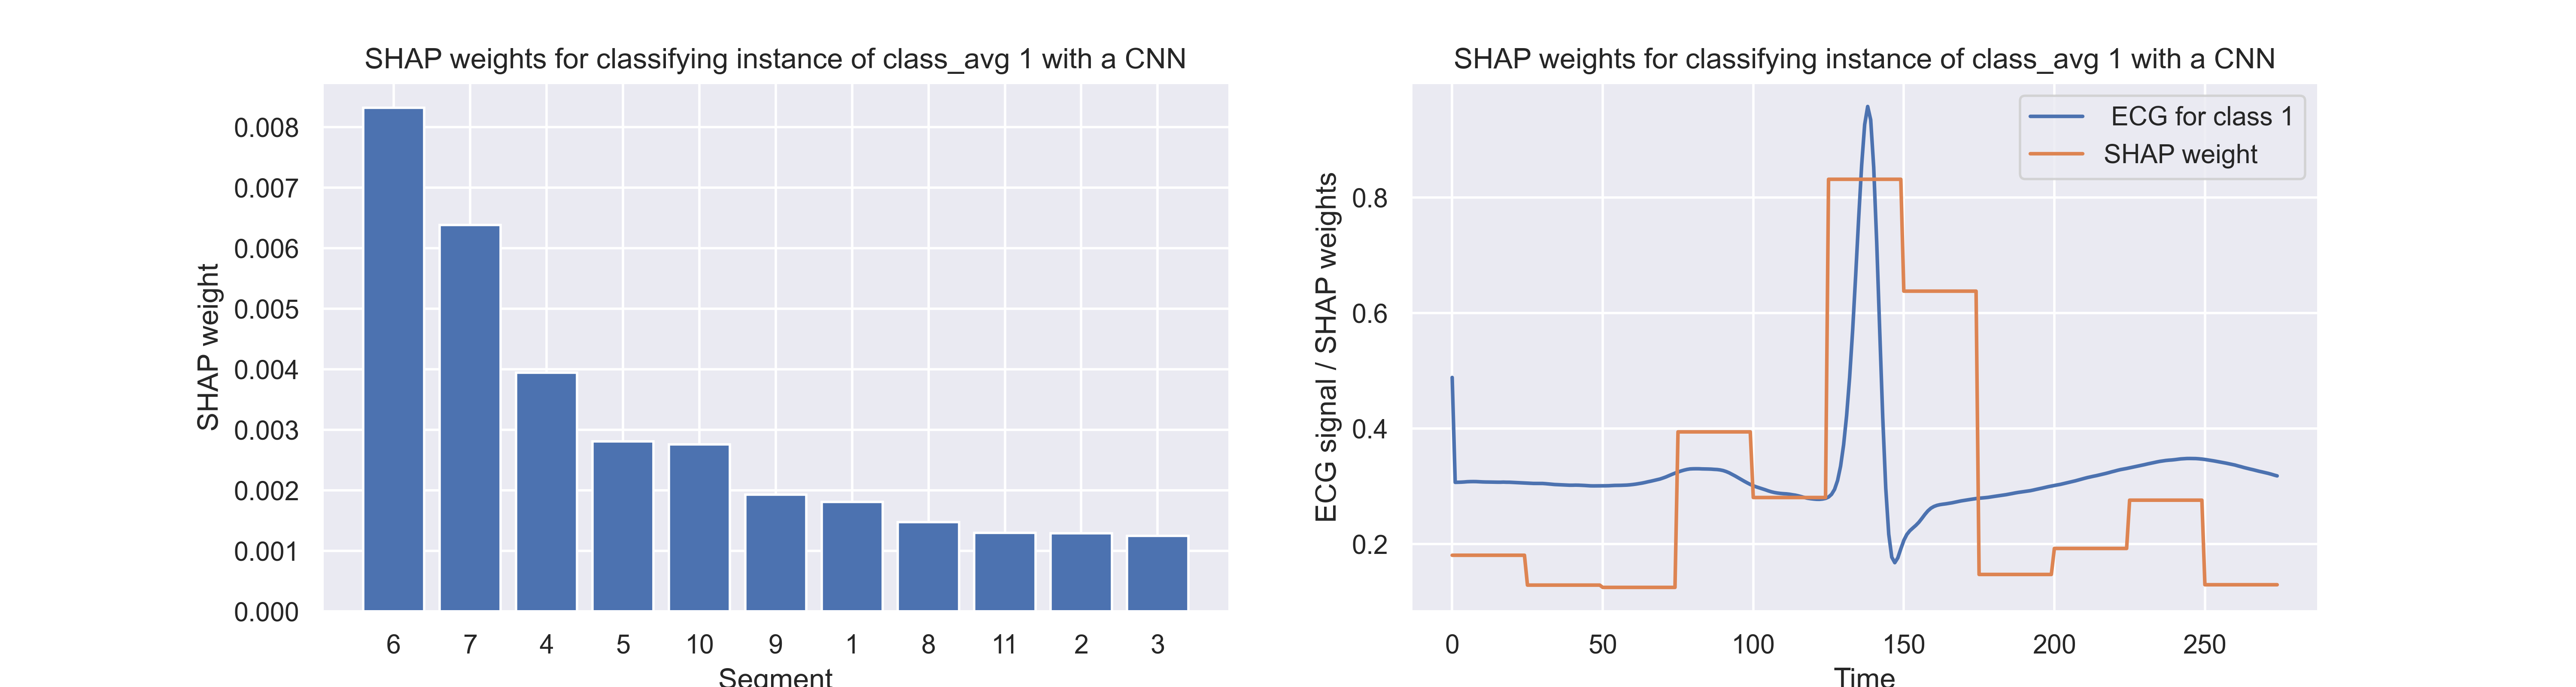 SHAP weights for classifying instance of class_avg 1 with a CNN
SHAP weight
0.008
0.007
0.006
0.005
0.004
0.003
0.002
0.001
0.000
6 7 4 5 10 9 1 8 11 2 3
Segment
SHAP weights for classifying instance of class_avg 1 with a CNN
ECG signal / SHAP weights
0.8
0.6
0.4
0.2
ECG for class 1
SHAP weight
0 50 100 150 200 250
Time